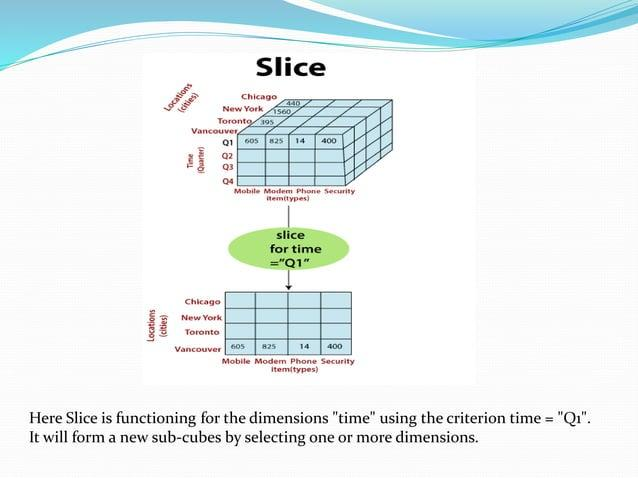 Slice
Locations
(cities)
Chicago
New York
Toronto
Vancouver
440
1560
395
Time
(Quarter)
Q1 605 825 14 400
Q2
Q3
Q4
Mobile Modem Phone Security
item(types)
slice
for time
="Q1"
Locations
(cities)
Chicago
New York
Toronto
Vancouver 605 825 14 400
Mobile Modem Phone Security
item(types)
Here Slice is functioning for the dimensions "time" using the criterion time = "Q1".
It will form a new sub-cubes by selecting one or more dimensions.